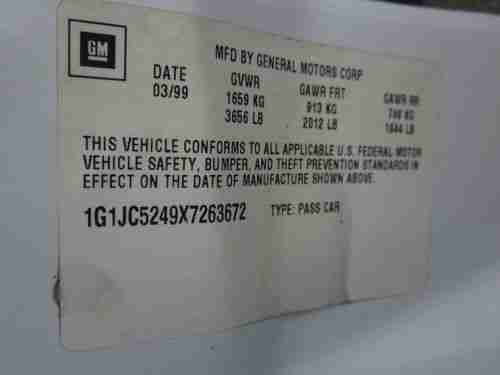 GM
MFD BY GENERAL MOTORS CORP
DATE GVWR GAWR FRT GAWR RR
03/99 1659 KG 913 KG 746 KG
3656 LB 2012 LB 1644 LB
THIS VEHICLE CONFORMS TO ALL APPLICABLE U.S. FEDERAL MOTOR
VEHICLE SAFETY, BUMPER, AND THEFT PREVENTION STANDARDS IN
EFFECT ON THE DATE OF MANUFACTURE SHOWN ABOVE.
1G1JC5249X7263672 TYPE: PASS CAR